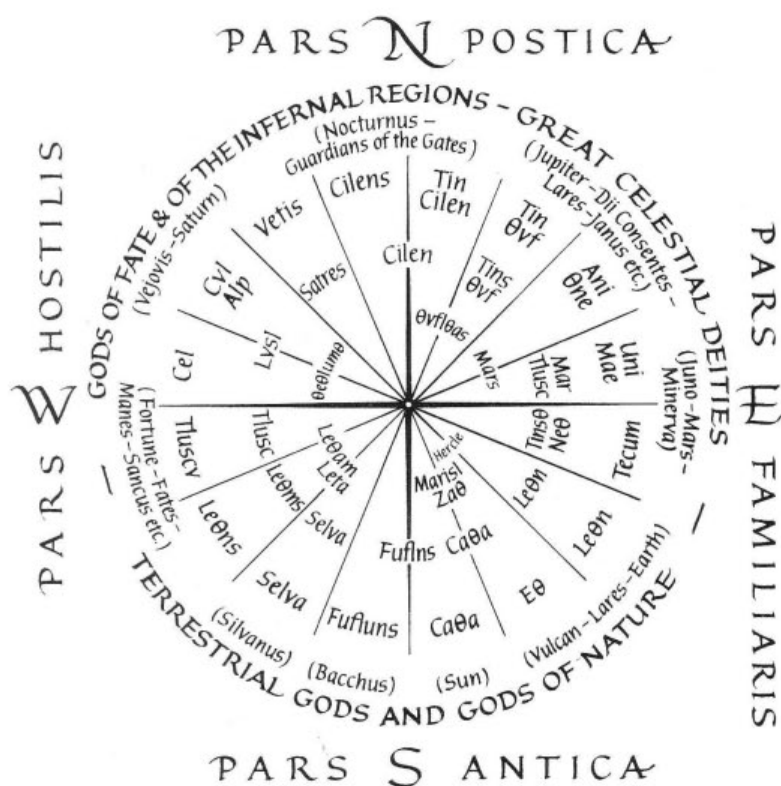 PARS N POSTICA
GODS OF FATE & OF THE INFERNAL REGIONS – GREAT CELESTIAL DEITIES – TERRESTRIAL GODS AND GODS OF NATURE –
(Nocturnus –
Guardians of the Gates)
(Jupiter – Dii Consentes –
Lares – Janus etc.)
(Juno – Mars –
Minerva)
(Vulcan – Lares – Earth)
(Sun)
(Bacchus)
(Silvanus)
(Fortune – Fates –
Manes – Sancus etc.)
(Vejovis – Saturn)
PARS W HOSTILIS
PARS E FAMILIARIS
Cilens
Tin
Cilen
Cilen
Tin
θvf
Tins
θvf
θvflθas
Ani
θne
Uni
Mae
Mar
Tlusc
Mars
Tecum
Tinsθ
Neθ
Leθn
Leθn
Hercle
Eθ
Marisl
Zaθ
Caθa
Caθa
Fuflns
Fufluns
Selva
Selva
Leθns
Leθms
Leθam
Leta
Tluscv
Tlusc
Cel
Lvsl
θeθlumθ
Cvl
Alp
Vetis
Satres
PARS S ANTICA